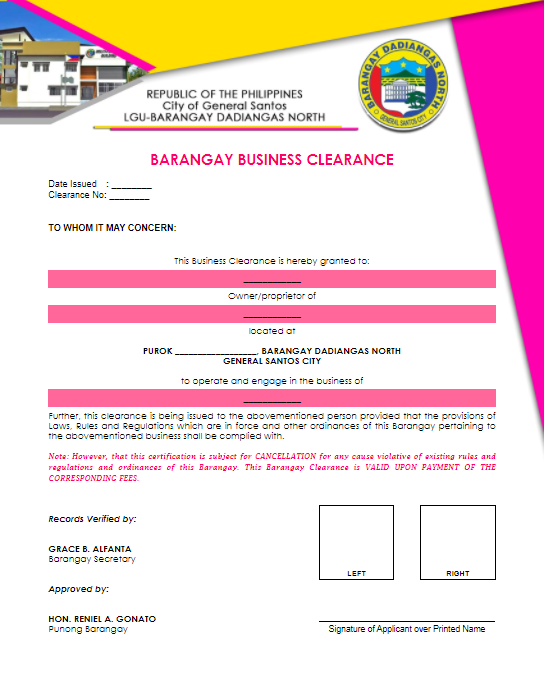 REPUBLIC OF THE PHILIPPINES
City of General Santos
LGU-BARANGAY DADIANGAS NORTH
BARANGAY DADIANGAS NORTH
GENERAL SANTOS CITY
BARANGAY BUSINESS CLEARANCE
Date Issued : ________
Clearance No: ________
TO WHOM IT MAY CONCERN:
This Business Clearance is hereby granted to:
____________
Owner/proprietor of
____________
located at
PUROK __________________, BARANGAY DADIANGAS NORTH
GENERAL SANTOS CITY
to operate and engage in the business of
____________
Further, this clearance is being issued to the abovementioned person provided that the provisions of
Laws, Rules and Regulations which are in force and other ordinances of this Barangay pertaining to
the abovementioned business shall be complied with.
Note: However, that this certification is subject for CANCELLATION for any cause violative of existing rules and
regulations and ordinances of this Barangay. This Barangay Clearance is VALID UPON PAYMENT OF THE
CORRESPONDING FEES.
Records Verified by:
GRACE B. ALFANTA
Barangay Secretary
LEFT
RIGHT
Approved by:
HON. RENIEL A. GONATO
Punong Barangay
Signature of Applicant over Printed Name